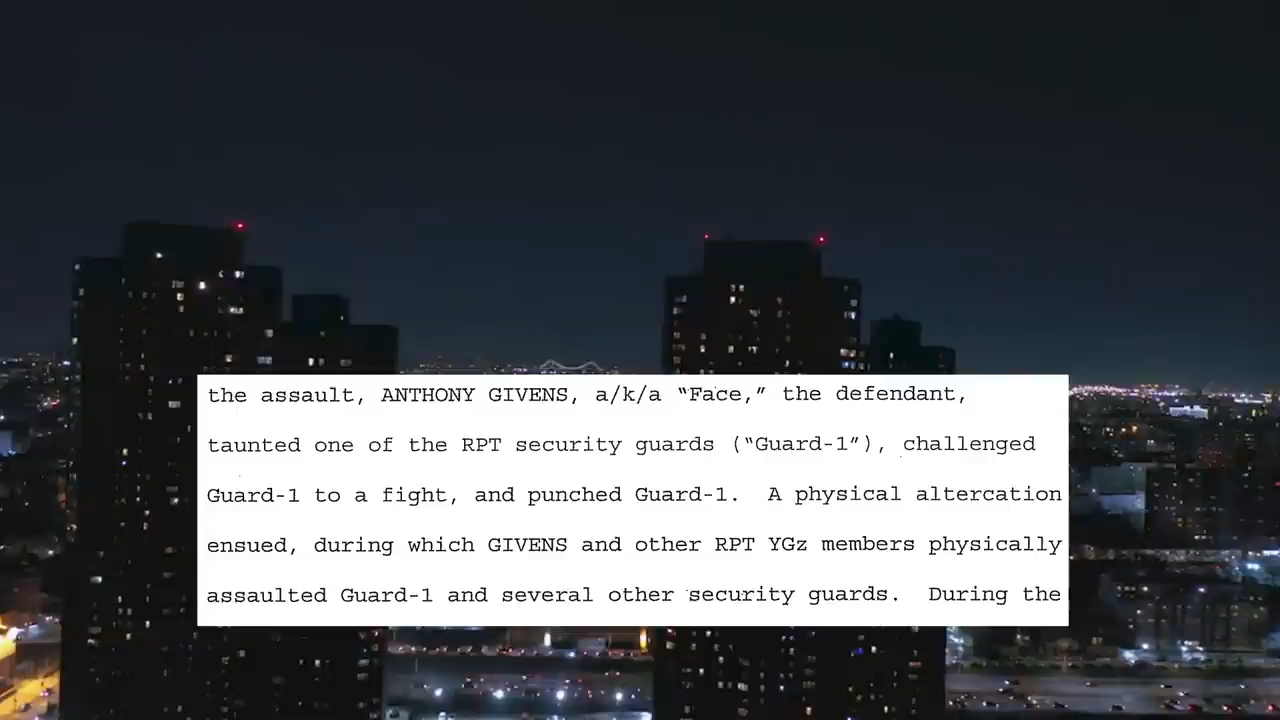 the assault, ANTHONY GIVENS, a/k/a “Face,” the defendant,
taunted one of the RPT security guards (“Guard-1”), challenged
Guard-1 to a fight, and punched Guard-1.  A physical altercation
ensued, during which GIVENS and other RPT YGz members physically
assaulted Guard-1 and several other security guards.  During the